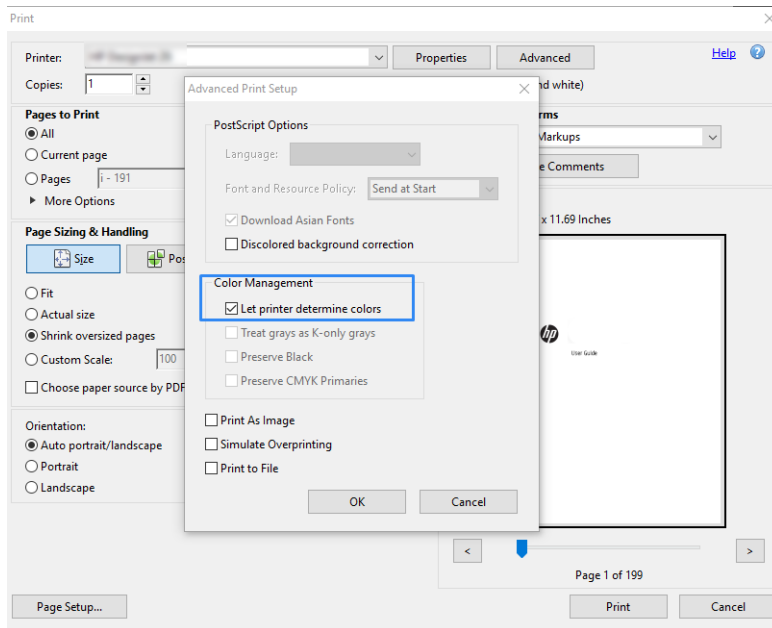 Print
Printer:
Properties
Advanced
Help
?
Copies:
1
nd white)
Pages to Print
All
Current page
Pages
i - 191
More Options
Page Sizing & Handling
Size
Pos
Fit
Actual size
Shrink oversized pages
Custom Scale:
100
Choose paper source by PDF
Orientation:
Auto portrait/landscape
Portrait
Landscape
Advanced Print Setup
PostScript Options
Language:
Font and Resource Policy:
Send at Start
Download Asian Fonts
Discolored background correction
Color Management
Let printer determine colors
Treat grays as K-only grays
Preserve Black
Preserve CMYK Primaries
Print As Image
Simulate Overprinting
Print to File
OK
Cancel
rms
Markups
e Comments
x 11.69 Inches
hp
User Guide
<
>
Page 1 of 199
Page Setup...
Print
Cancel